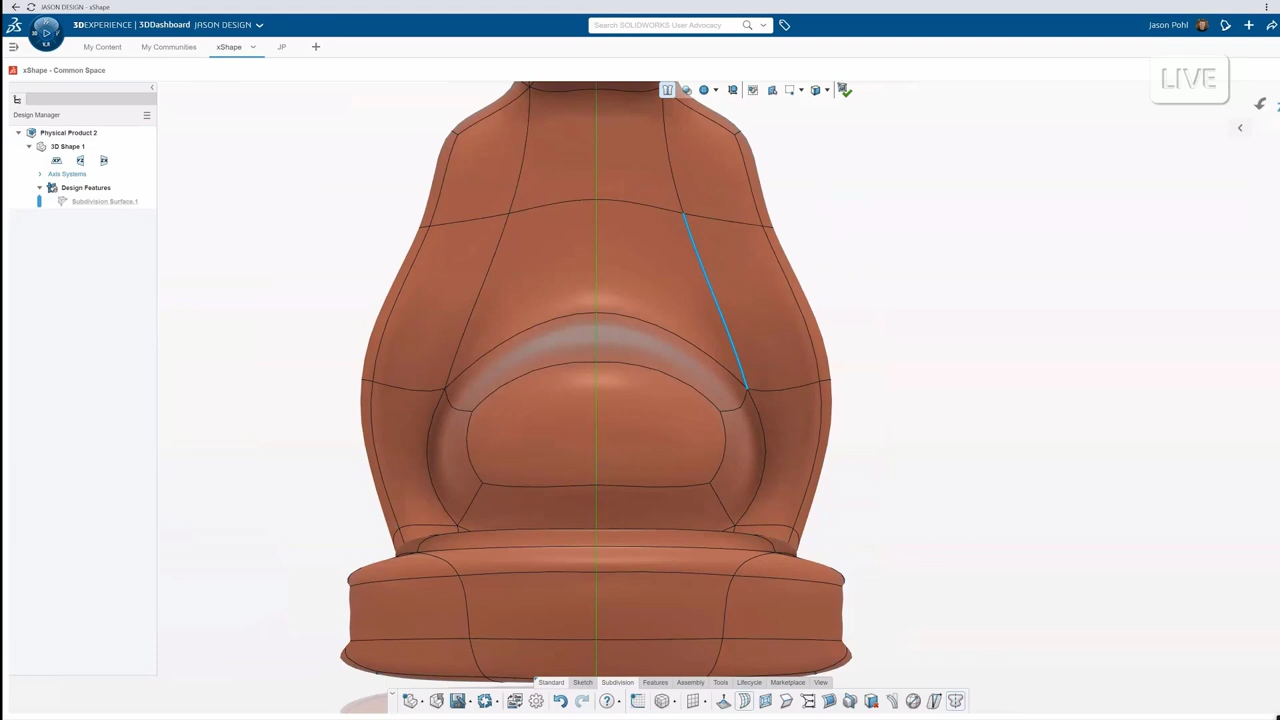 JASON DESIGN - xShape
3DEXPERIENCE | 3DDashboard JASON DESIGN
Search SOLIDWORKS User Advocacy
Jason Pohl
My Content
My Communities
xShape
JP
xShape - Common Space
LIVE
Design Manager
Physical Product 2
3D Shape 1
Axis Systems
Design Features
Subdivision Surface.1
Standard
Sketch
Subdivision
Features
Assembly
Tools
Lifecycle
Marketplace
View